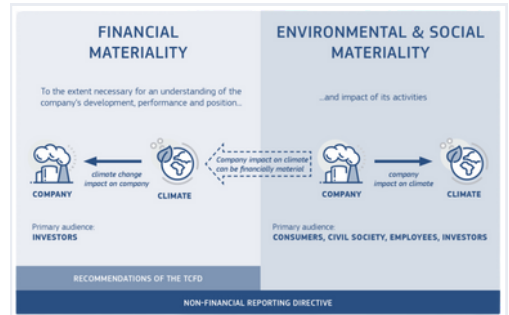 FINANCIAL
MATERIALITY
To the extent necessary for an understanding of the
company's development, performance and position...
climate change
impact on company
COMPANY
CLIMATE
Primary audience:
INVESTORS
RECOMMENDATIONS OF THE TCFD
Company impact on climate
can be financially material
ENVIRONMENTAL & SOCIAL
MATERIALITY
...and impact of its activities
company
impact on climate
COMPANY
CLIMATE
Primary audience:
CONSUMERS, CIVIL SOCIETY, EMPLOYEES, INVESTORS
NON-FINANCIAL REPORTING DIRECTIVE